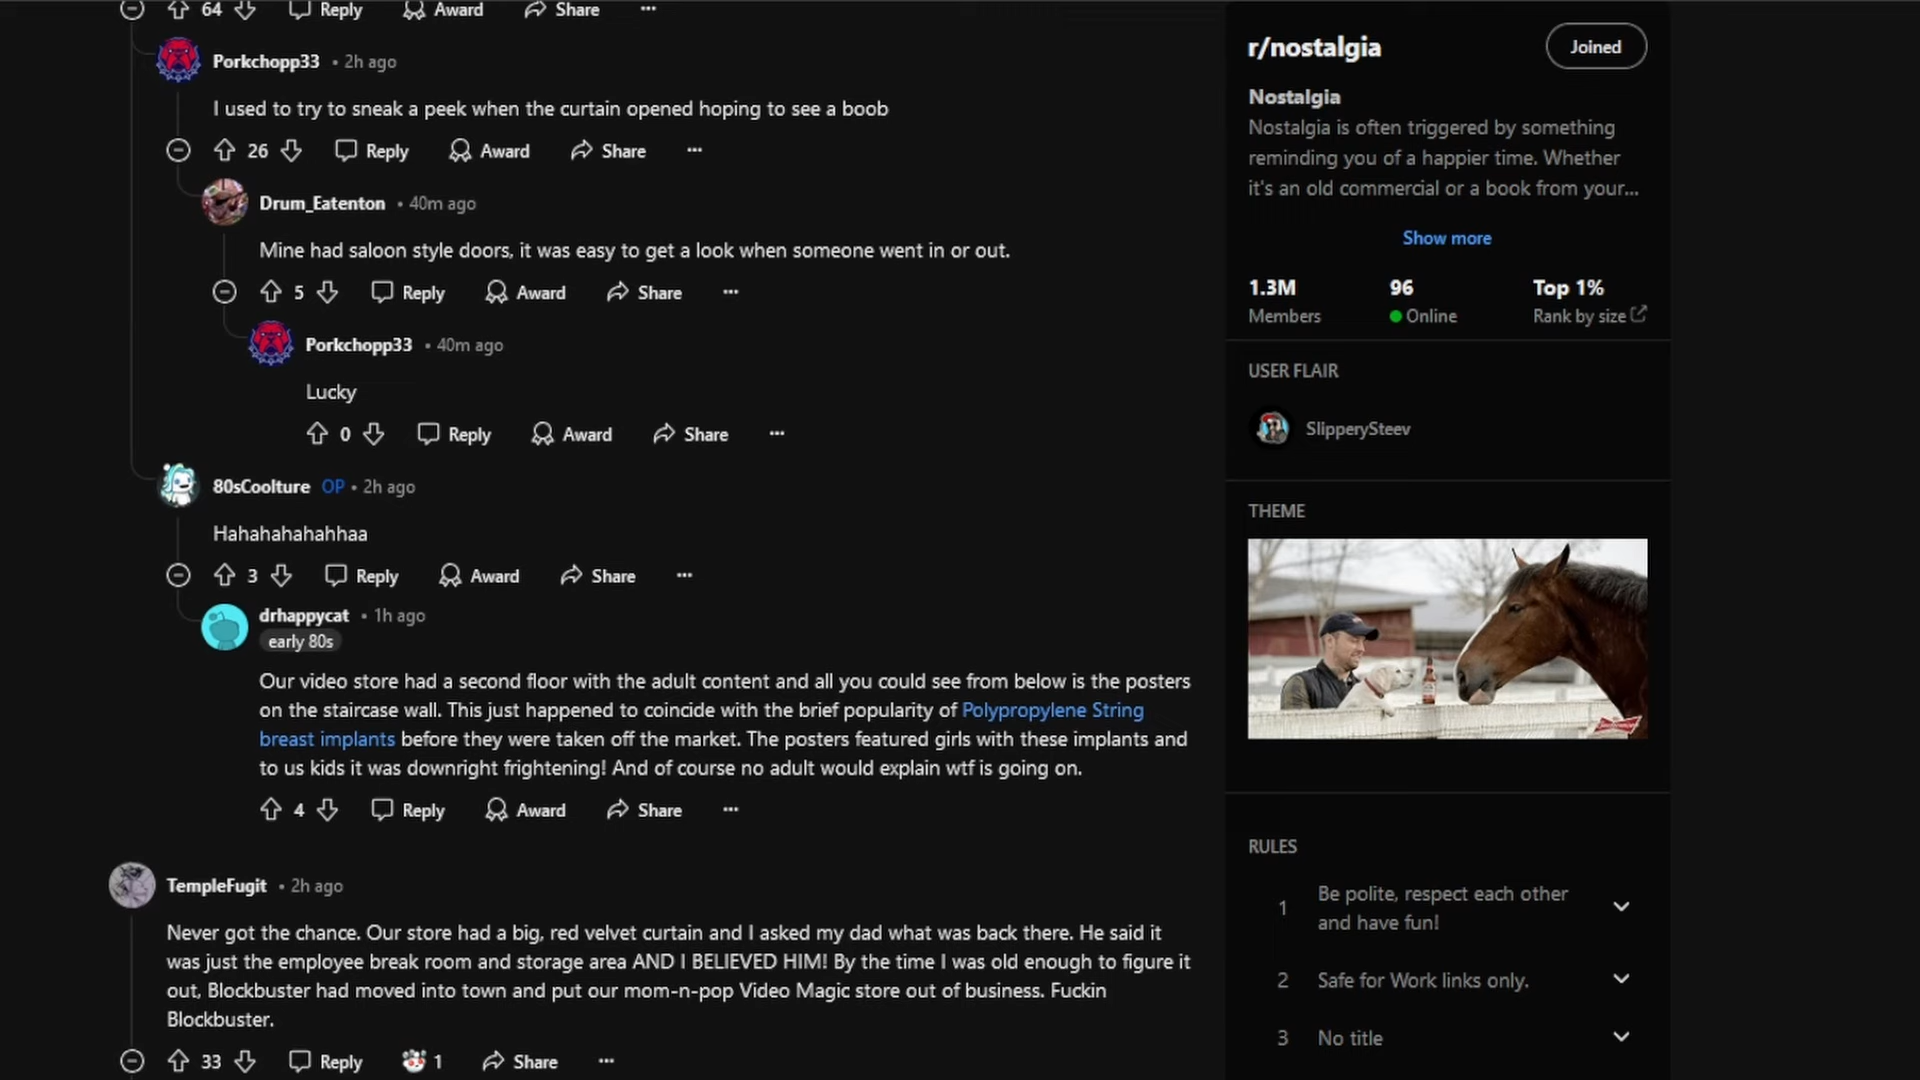 64 Reply Award Share ...
Porkchopp33 • 2h ago
I used to try to sneak a peek when the curtain opened hoping to see a boob
26 Reply Award Share ...
Drum_Eatenton • 40m ago
Mine had saloon style doors, it was easy to get a look when someone went in or out.
5 Reply Award Share ...
Porkchopp33 • 40m ago
Lucky
0 Reply Award Share ...
80sCoolture OP • 2h ago
Hahahahahahhaa
3 Reply Award Share ...
drhappycat • 1h ago
early 80s
Our video store had a second floor with the adult content and all you could see from below is the posters
on the staircase wall. This just happened to coincide with the brief popularity of Polypropylene String
breast implants before they were taken off the market. The posters featured girls with these implants and
to us kids it was downright frightening! And of course no adult would explain wtf is going on.
4 Reply Award Share ...
TempleFugit • 2h ago
Never got the chance. Our store had a big, red velvet curtain and I asked my dad what was back there. He said it
was just the employee break room and storage area AND I BELIEVED HIM! By the time I was old enough to figure it
out, Blockbuster had moved into town and put our mom-n-pop Video Magic store out of business. Fuckin
Blockbuster.
33 Reply 1 Share ...
r/nostalgia
Joined
Nostalgia
Nostalgia is often triggered by something
reminding you of a happier time. Whether
it's an old commercial or a book from your...
Show more
1.3M 96 Top 1%
Members Online Rank by size
USER FLAIR
SlipperySteev
THEME
RULES
1 Be polite, respect each other
and have fun!
2 Safe for Work links only.
3 No title